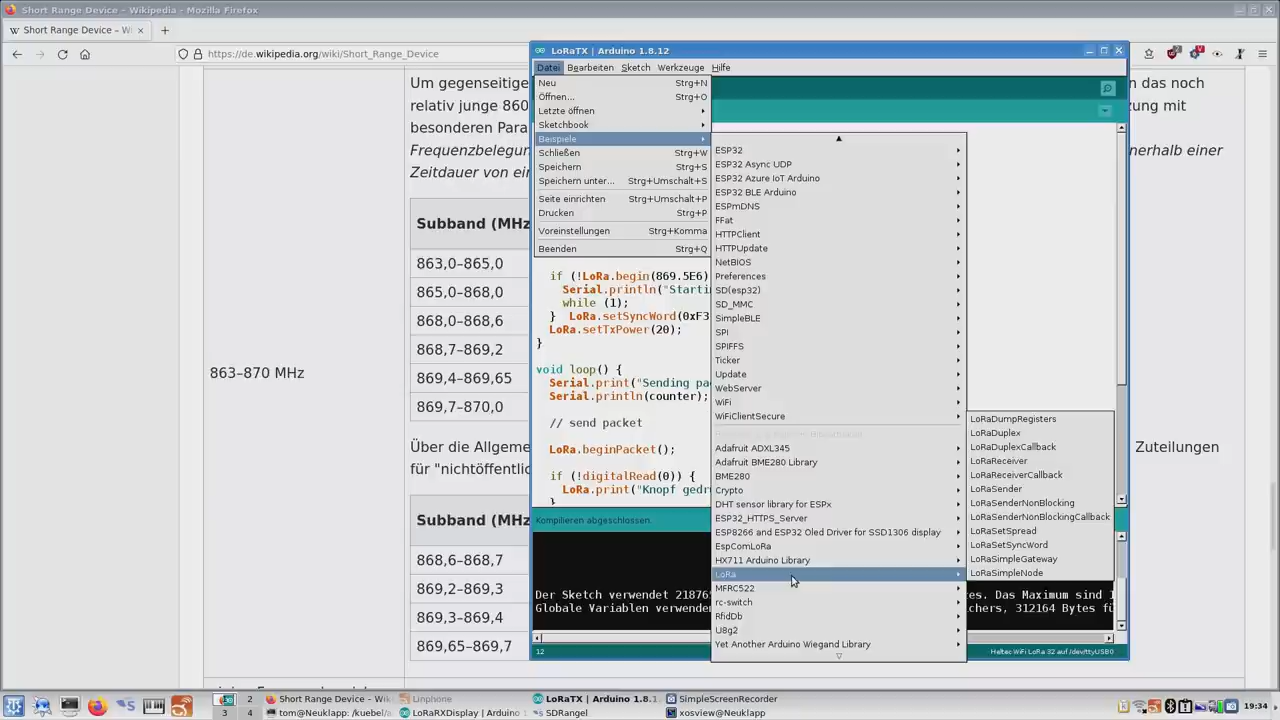 Short Range Device – Wikipedia - Mozilla Firefox
Short Range Device – Wi
https://de.wikipedia.org/wiki/Short_Range_Device
Um gegenseitige
das noch
relativ junge 860
zung mit
besonderen Para
Frequenzbelegun
nerhalb einer
Zeitdauer von ein
Subband (MHz
863,0–865,0
865,0–868,0
868,0–868,6
868,7–869,2
863–870 MHz
869,4–869,65
869,7–870,0
Über die Allgeme
Zuteilungen
für "nichtöffentlic
Subband (MHz
868,6–868,7
869,2–869,3
869,3–869,4
869,65–869,7
LoRaTX | Arduino 1.8.12
Datei Bearbeiten Sketch Werkzeuge Hilfe
Neu Strg+N
Öffnen... Strg+O
Letzte öffnen
Sketchbook
Beispiele
Schließen Strg+W
Speichern Strg+S
Speichern unter... Strg+Umschalt+S
Seite einrichten Strg+Umschalt+P
Drucken Strg+P
Voreinstellungen Strg+Komma
Beenden Strg+Q
if (!LoRa.begin(869.5E6)
Serial.println("Starti
while (1);
} LoRa.setSyncWord(0xF3
LoRa.setTxPower(20);
}
void loop() {
Serial.print("Sending pa
Serial.println(counter);
// send packet
LoRa.beginPacket();
if (!digitalRead(0)) {
LoRa.print("Knopf gedr
Kompilieren abgeschlossen.
Der Sketch verwendet 21876
es. Das Maximum sind 1
Globale Variablen verwende
ichers, 312164 Bytes fü
12
Heltec WiFi LoRa 32 auf /dev/ttyUSB0
ESP32
ESP32 Async UDP
ESP32 Azure IoT Arduino
ESP32 BLE Arduino
ESPmDNS
FFat
HTTPClient
HTTPUpdate
NetBIOS
Preferences
SD(esp32)
SD_MMC
SimpleBLE
SPI
SPIFFS
Ticker
Update
WebServer
WiFi
WiFiClientSecure
Adafruit ADXL345
Adafruit BME280 Library
BME280
Crypto
DHT sensor library for ESPx
ESP32_HTTPS_Server
ESP8266 and ESP32 Oled Driver for SSD1306 display
EspComLoRa
HX711 Arduino Library
LoRa
MFRC522
rc-switch
RfidDb
U8g2
Yet Another Arduino Wiegand Library
LoRaDumpRegisters
LoRaDuplex
LoRaDuplexCallback
LoRaReceiver
LoRaReceiverCallback
LoRaSender
LoRaSenderNonBlocking
LoRaSenderNonBlockingCallback
LoRaSetSpread
LoRaSetSyncWord
LoRaSimpleGateway
LoRaSimpleNode
1 2
3 4
Short Range Device – Wikip
Linphone
LoRaTX | Arduino 1.8.1
SimpleScreenRecorder
tom@Neuklapp: /kuebel/a
LoRaRXDisplay | Arduino 1
SDRangel
xosview@Neuklapp
19:34